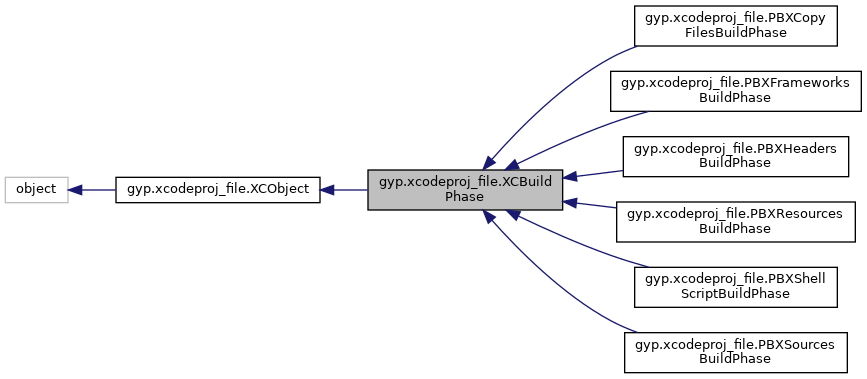 object
gyp.xcodeproj_file.XCObject
gyp.xcodeproj_file.XCBuild
Phase
gyp.xcodeproj_file.PBXCopy
FilesBuildPhase
gyp.xcodeproj_file.PBXFrameworks
BuildPhase
gyp.xcodeproj_file.PBXHeaders
BuildPhase
gyp.xcodeproj_file.PBXResources
BuildPhase
gyp.xcodeproj_file.PBXShell
ScriptBuildPhase
gyp.xcodeproj_file.PBXSources
BuildPhase